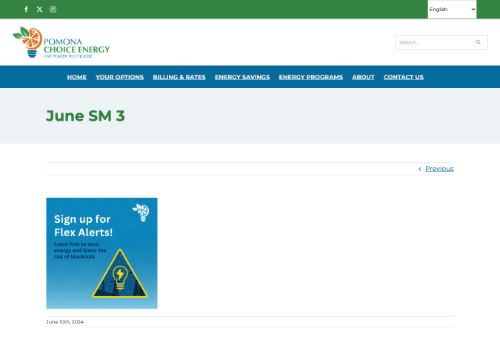 English
POMONA
CHOICE ENERGY
THE POWER TO CHOOSE
Search...
HOME YOUR OPTIONS BILLING & RATES ENERGY SAVINGS ENERGY PROGRAMS ABOUT CONTACT US
June SM 3
Previous
Sign up for
Flex Alerts!
Learn how to save
energy and lower the
risk of blackouts
June 10th, 2024